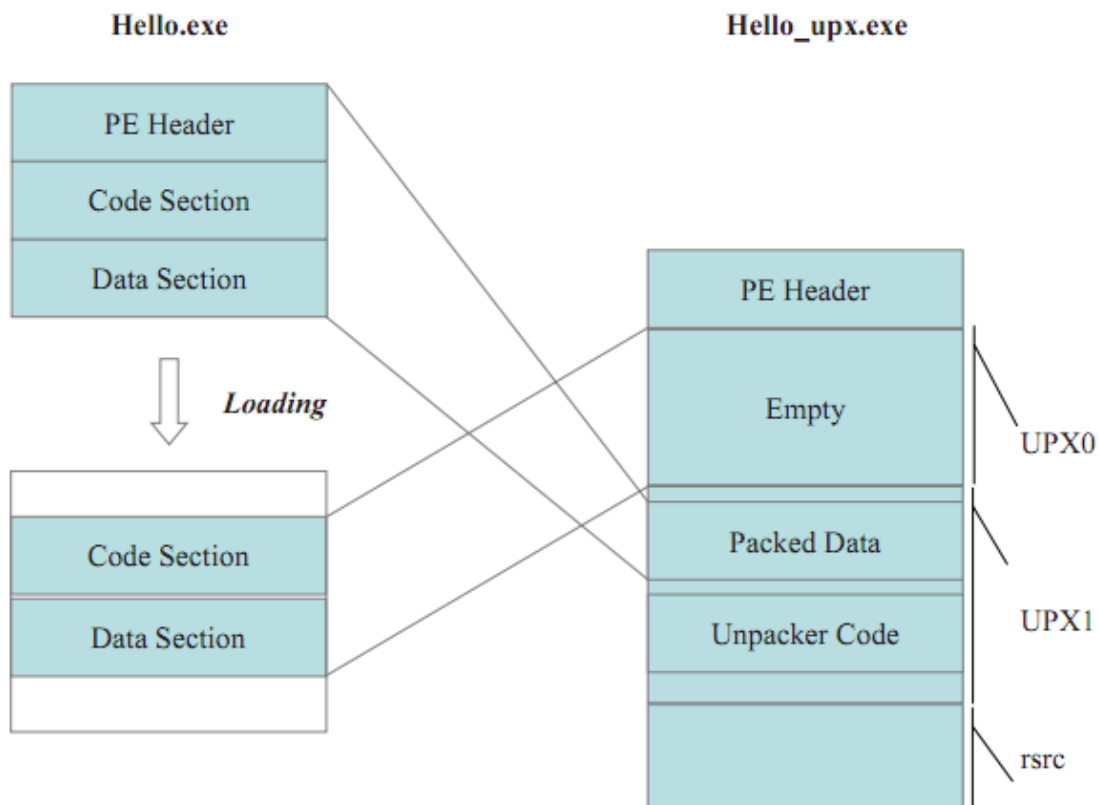 Hello.exe
Hello_upx.exe
PE Header
Code Section
Data Section
Loading
Code Section
Data Section
PE Header
Empty
UPX0
Packed Data
Unpacker Code
UPX1
rsrc